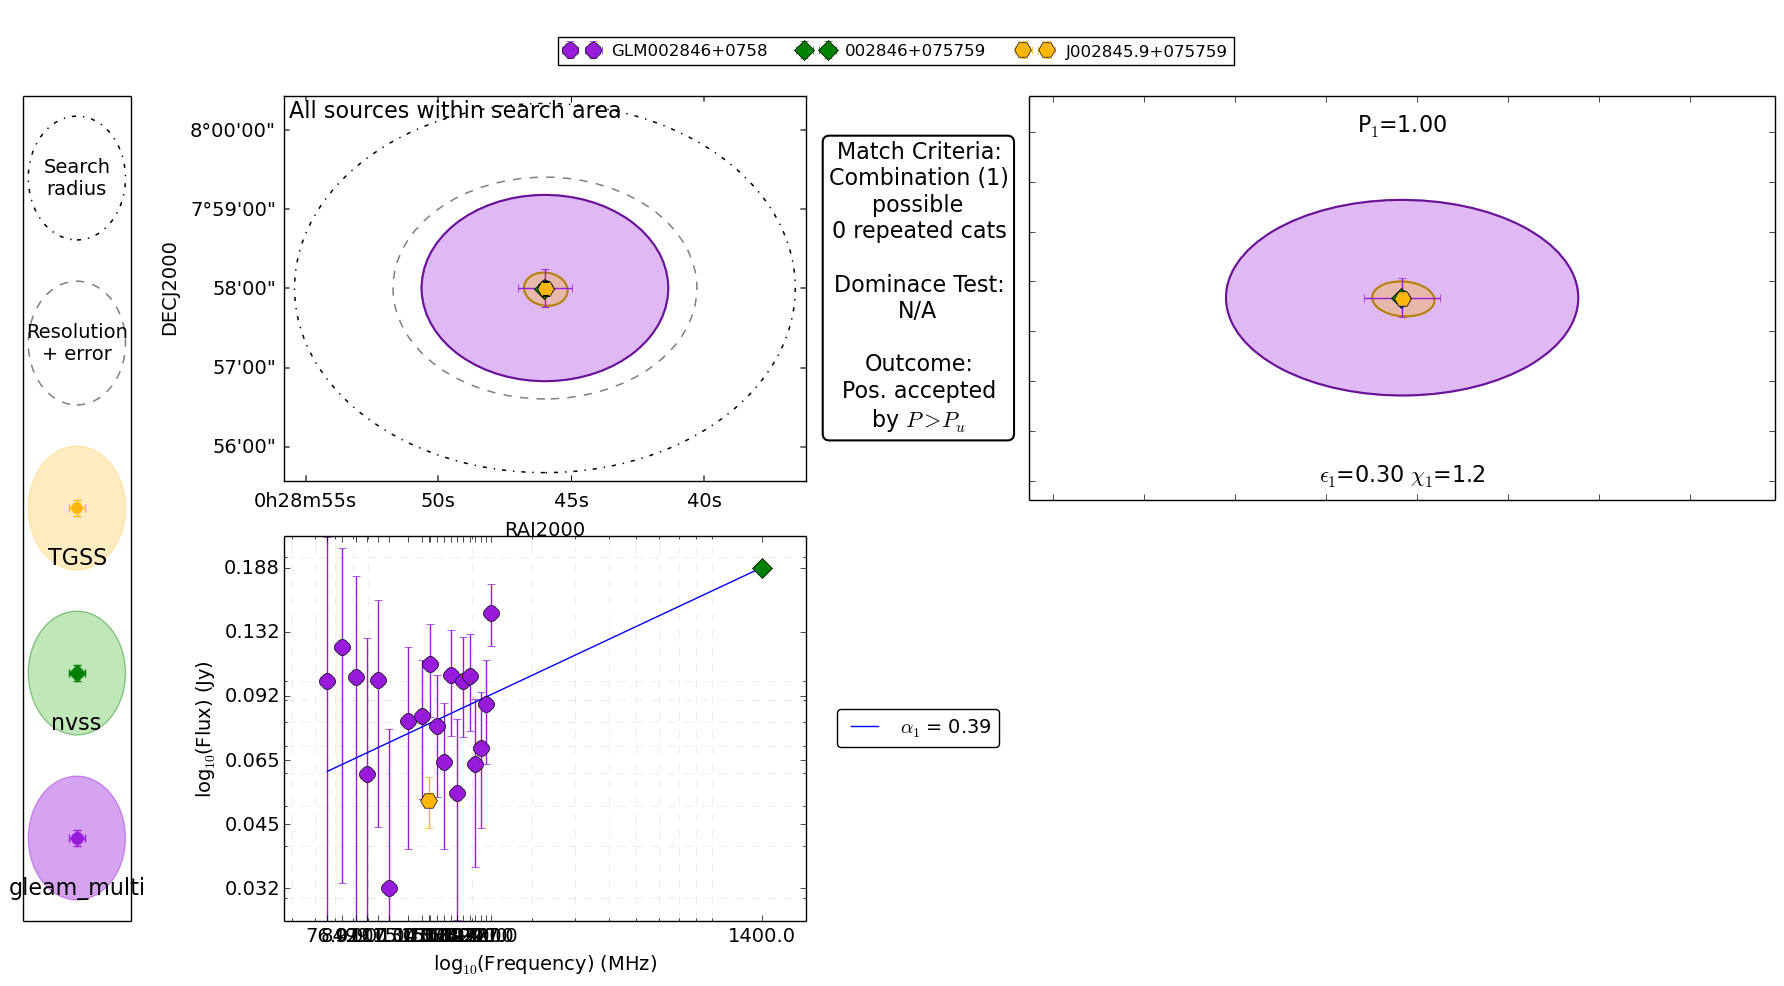 GLM002846+0758 002846+075759 J002845.9+075759
Search
radius
Resolution
+ error
TGSS
nvss
gleam_multi
All sources within search area
8°00'00"
7°59'00"
58'00"
57'00"
56'00"
DECJ2000
0h28m55s 50s 45s 40s
RAJ2000
Match Criteria:
Combination (1)
possible
0 repeated cats
Dominace Test:
N/A
Outcome:
Pos. accepted
by P>Pᵤ
P₁=1.00
ϵ₁=0.30 χ₁=1.2
0.188
0.132
0.092
0.065
0.045
0.032
log₁₀(Flux) (Jy)
1400.0
log₁₀(Frequency) (MHz)
α₁ = 0.39